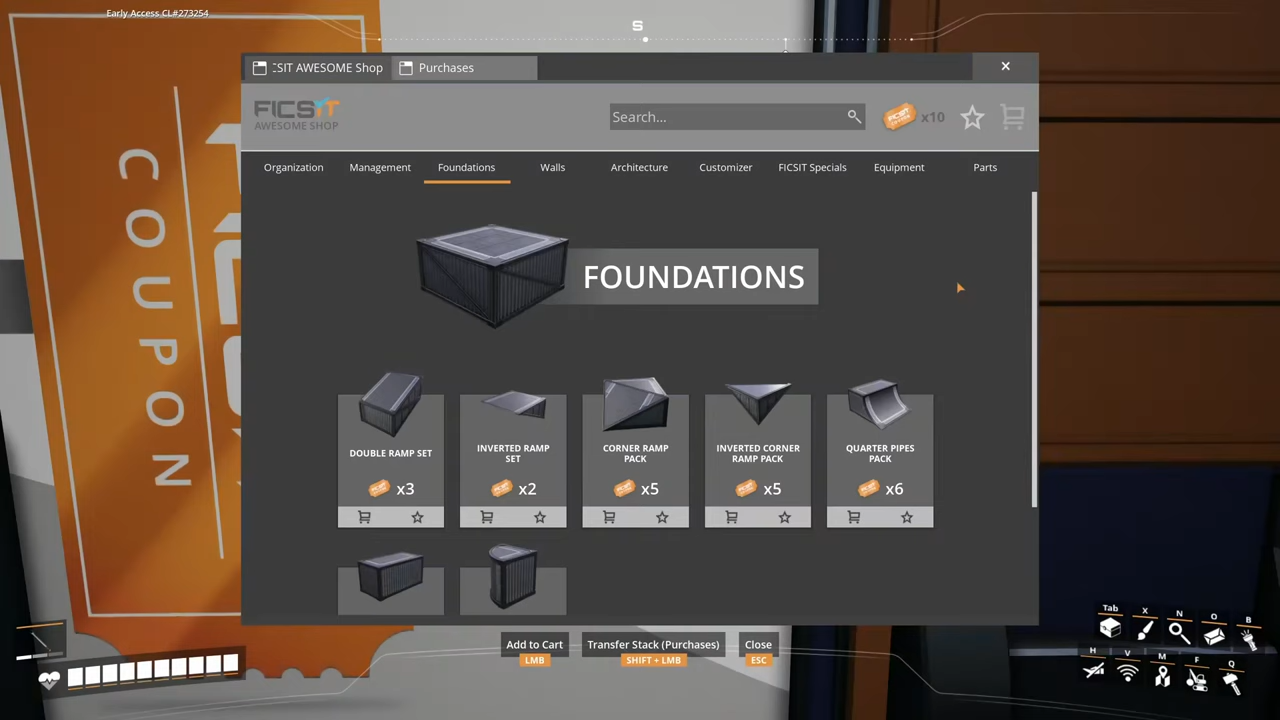 Early Access CL#273254
S
COUPON
FICSIT AWESOME Shop
Purchases
FICSIT
AWESOME SHOP
Search...
x10
Organization
Management
Foundations
Walls
Architecture
Customizer
FICSIT Specials
Equipment
Parts
FOUNDATIONS
DOUBLE RAMP SET
x3
INVERTED RAMP
SET
x2
CORNER RAMP
PACK
x5
INVERTED CORNER
RAMP PACK
x5
QUARTER PIPES
PACK
x6
Add to Cart
LMB
Transfer Stack (Purchases)
SHIFT + LMB
Close
ESC
Tab
X
N
O
B
H
V
M
F
Q